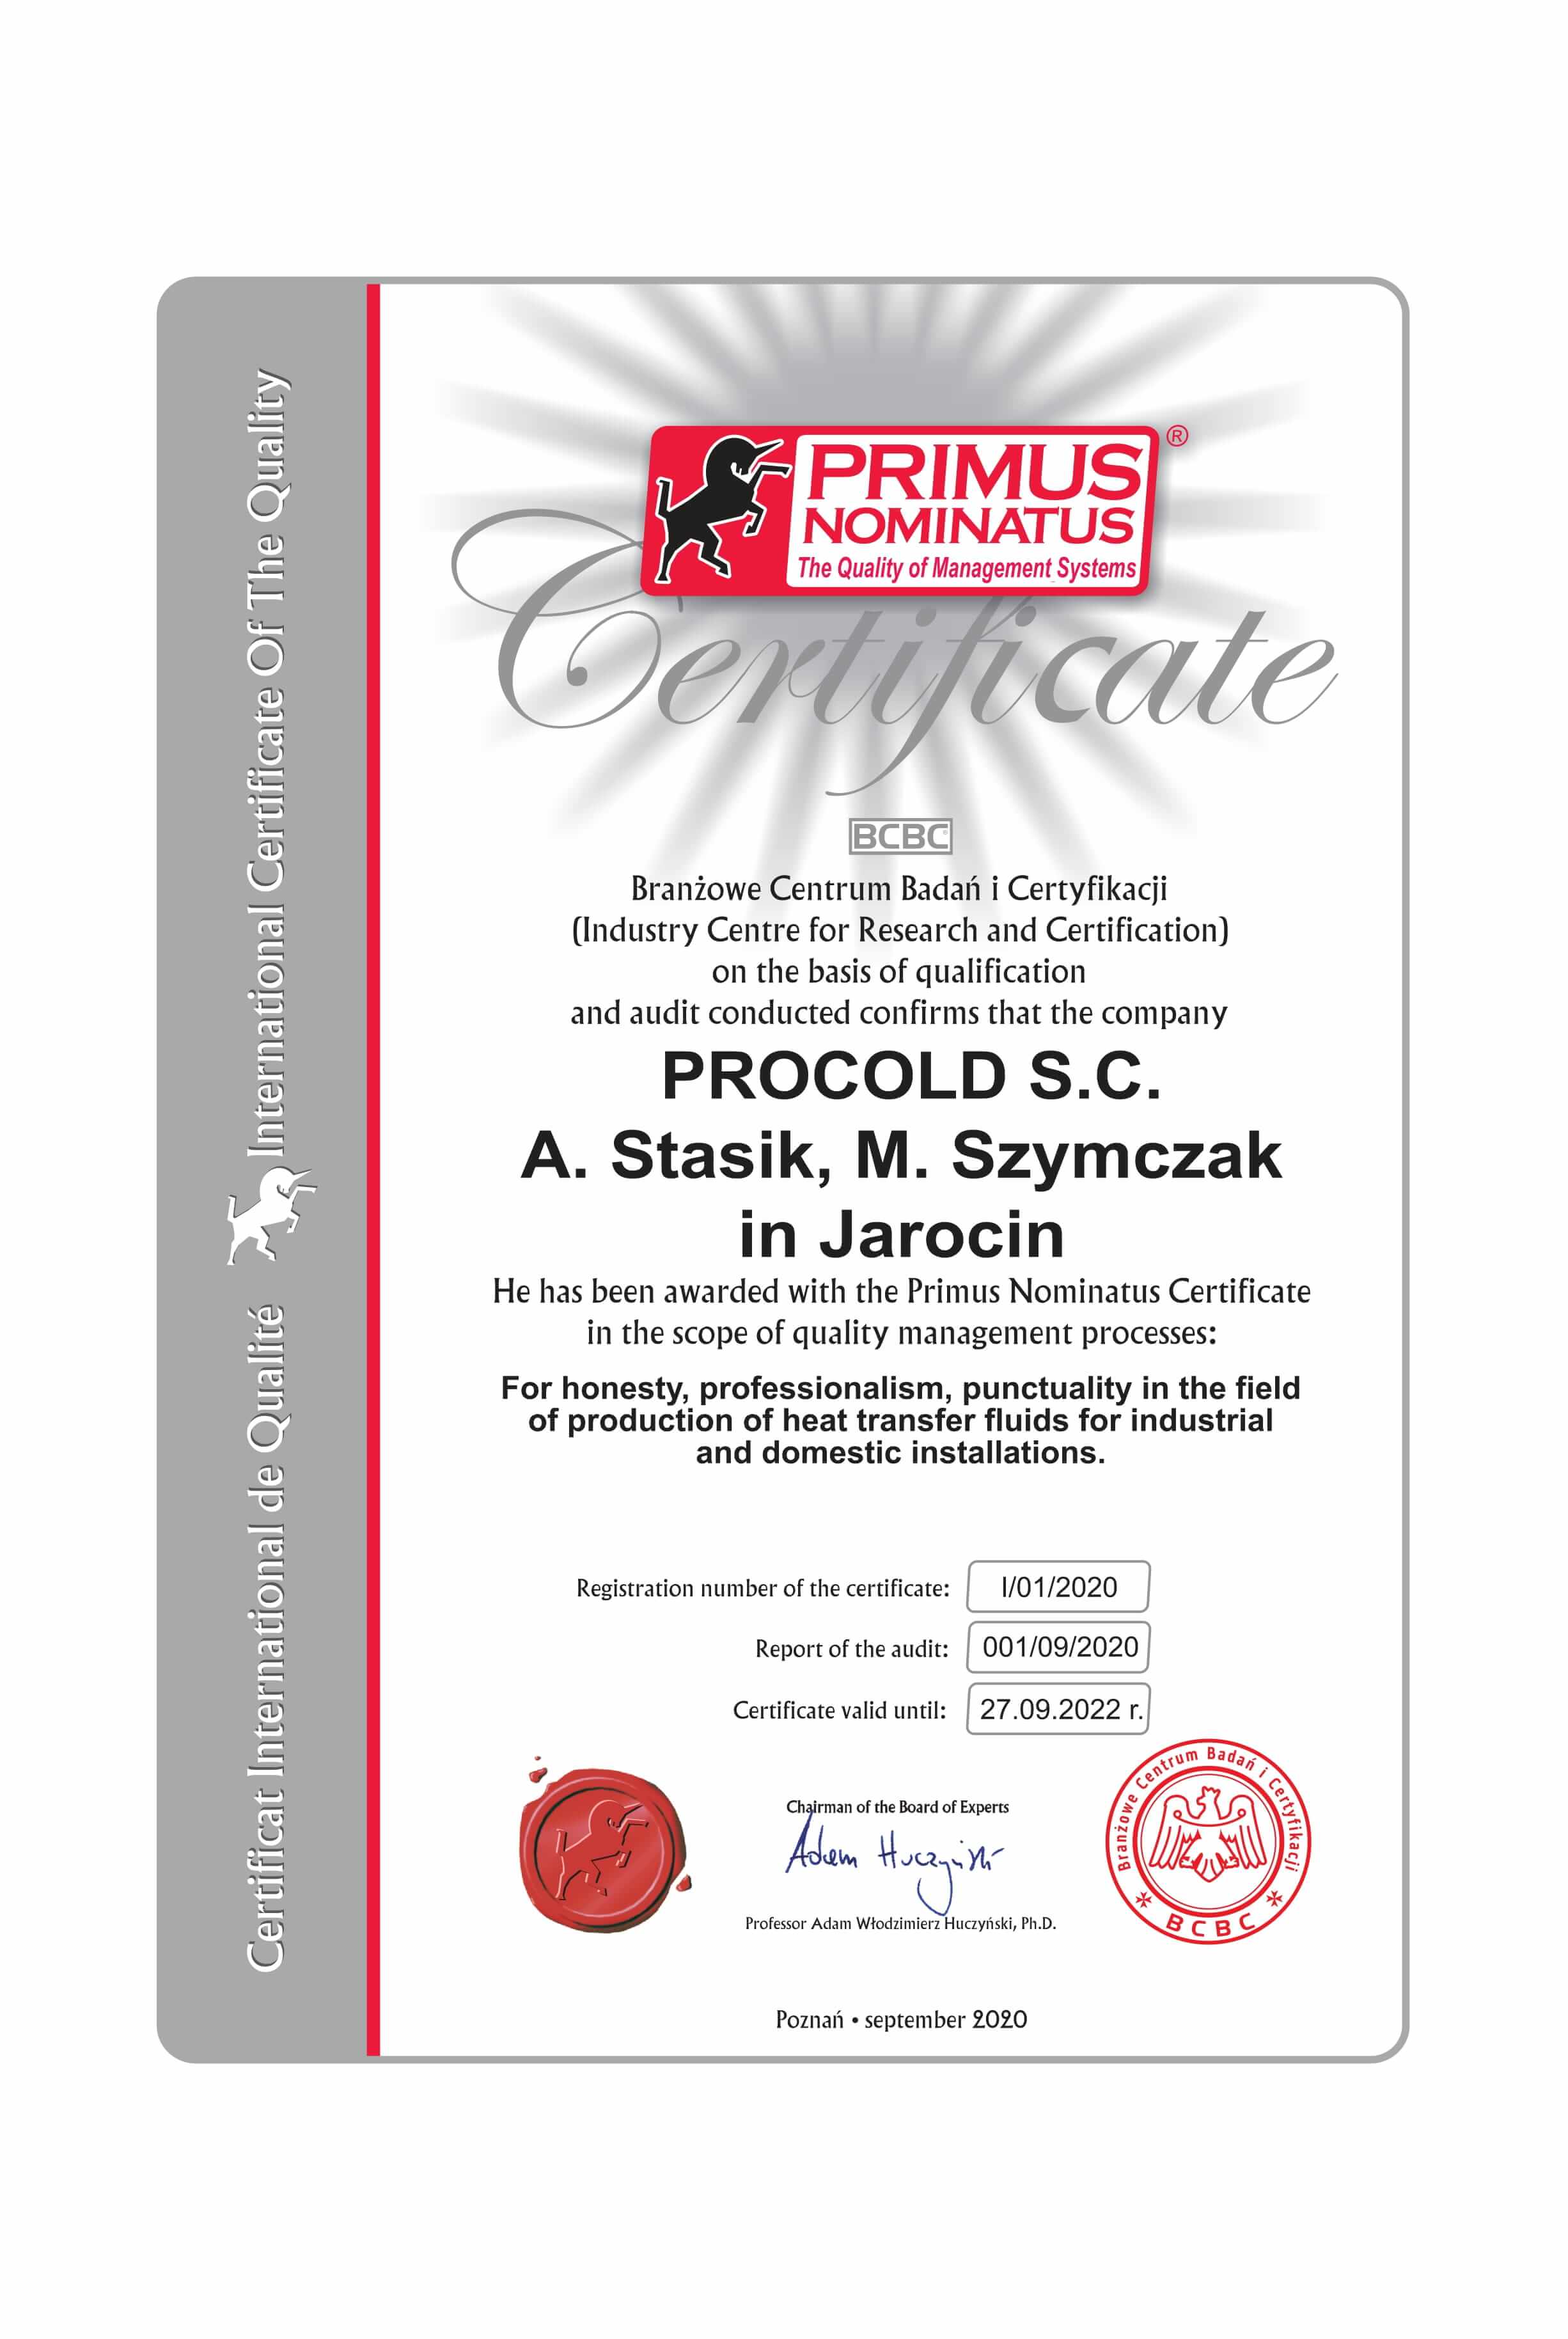 International Certificate Of The Quality
Certificat International de Qualité
PRIMUS
NOMINATUS
The Quality of Management Systems
®
Certificate
BCBC
Branżowe Centrum Badań i Certyfikacji
(Industry Centre for Research and Certification)
on the basis of qualification
and audit conducted confirms that the company
PROCOLD S.C.
A. Stasik, M. Szymczak
in Jarocin
He has been awarded with the Primus Nominatus Certificate
in the scope of quality management processes:
For honesty, professionalism, punctuality in the field
of production of heat transfer fluids for industrial
and domestic installations.
Registration number of the certificate: I/01/2020
Report of the audit: 001/09/2020
Certificate valid until: 27.09.2022 r.
Chairman of the Board of Experts
Adam Huczyński
Professor Adam Włodzimierz Huczyński, Ph.D.
Branżowe Centrum Badań i Certyfikacji
BCBC
Poznań • september 2020